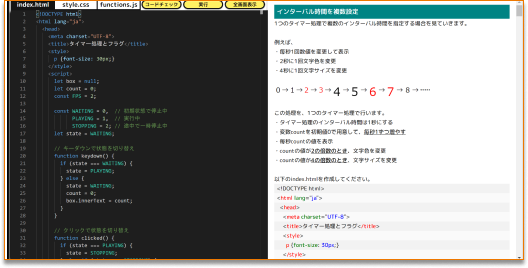 index.html style.css functions.js コードチェック 実行 全画面表示
1 <!DOCTYPE html>
2 <html lang="ja">
3 <head>
4 <meta charset="UTF-8">
5 <title>タイマー処理とフラグ</title>
6 <style>
7 p {font-size: 30px;}
8 </style>
9 <script>
10 let box = null;
11 let count = 0;
12 const FPS = 2;
13
14 const WAITING = 0, // 初期状態で停止中
15 PLAYING = 1, // 実行中
16 STOPPING = 2; // 途中で一時停止中
17 let state = WAITING;
18
19 // キーダウンで状態を切り替え
20 function keydown() {
21 if (state === WAITING) {
22 state = PLAYING;
23 } else {
24 state = WAITING;
25 count = 0;
26 box.innerText = count;
27 }
28 }
29
30 // クリックで状態を切り替え
31 function clicked() {
32 if (state === PLAYING) {
33 state = STOPPING;
インターバル時間を複数設定
1つのタイマー処理で複数のインターバル時間を指定する場合を見ていきます。
例えば、
・毎秒1回数値を変更して表示
・2秒に1回文字色を変更
・4秒に1回文字サイズを変更
0 → 1 → 2 → 3 → 4 → 5 → 6 → 7 → 8 → ……
この処理を、1つのタイマー処理で行います。
・タイマー処理のインターバル時間は1秒にする
・変数countを初期値0で用意して、毎秒1ずつ増やす
・毎秒countの値を表示
・countの値が2の倍数のとき、文字色を変更
・countの値が4の倍数のとき、文字サイズを変更
以下のindex.htmlを作成してください。
<!DOCTYPE html>
<html lang="ja">
<head>
<meta charset="UTF-8">
<title>タイマー処理とフラグ</title>
<style>
p {font-size: 30px;}
</style>